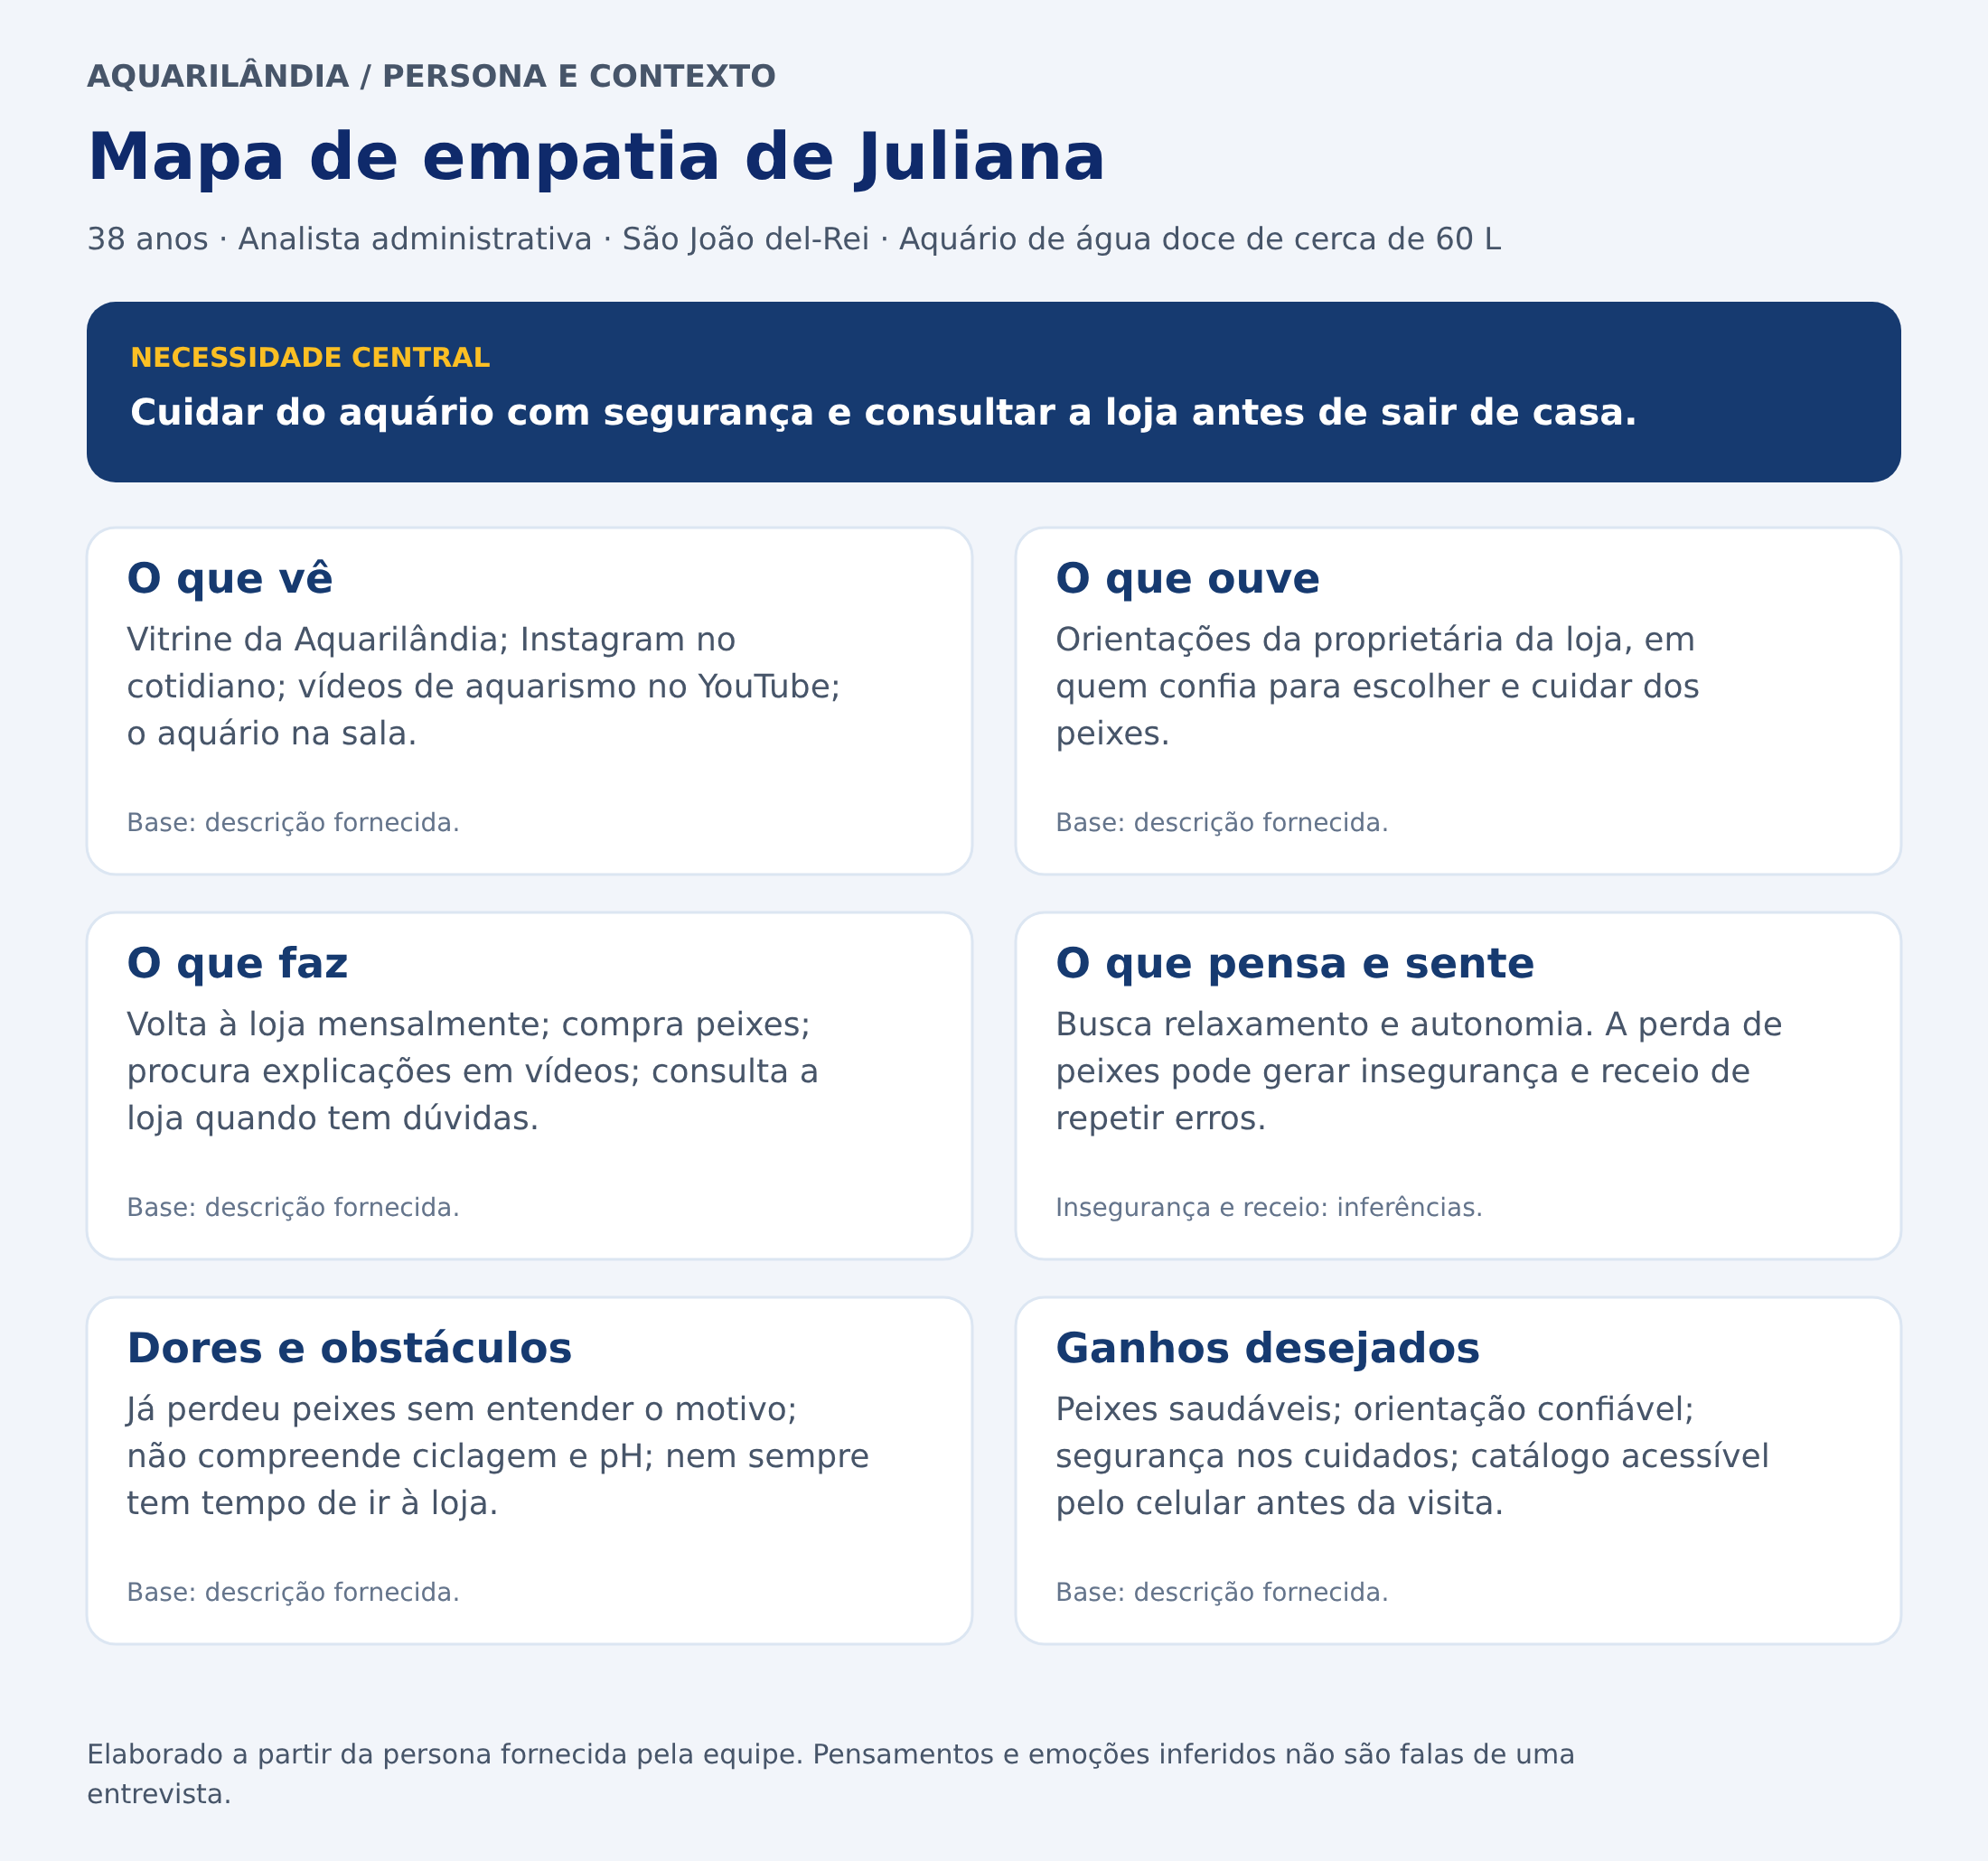 AQUARILÂNDIA / PERSONA E CONTEXTO
Mapa de empatia de Juliana
38 anos · Analista administrativa · São João del-Rei · Aquário de água doce de cerca de 60 L
NECESSIDADE CENTRAL
Cuidar do aquário com segurança e consultar a loja antes de sair de casa.
O que vê
Vitrine da Aquarilândia; Instagram no
cotidiano; vídeos de aquarismo no YouTube;
o aquário na sala.
Base: descrição fornecida.
O que ouve
Orientações da proprietária da loja, em
quem confia para escolher e cuidar dos
peixes.
Base: descrição fornecida.
O que faz
Volta à loja mensalmente; compra peixes;
procura explicações em vídeos; consulta a
loja quando tem dúvidas.
Base: descrição fornecida.
O que pensa e sente
Busca relaxamento e autonomia. A perda de
peixes pode gerar insegurança e receio de
repetir erros.
Insegurança e receio: inferências.
Dores e obstáculos
Já perdeu peixes sem entender o motivo;
não compreende ciclagem e pH; nem sempre
tem tempo de ir à loja.
Base: descrição fornecida.
Ganhos desejados
Peixes saudáveis; orientação confiável;
segurança nos cuidados; catálogo acessível
pelo celular antes da visita.
Base: descrição fornecida.
Elaborado a partir da persona fornecida pela equipe. Pensamentos e emoções inferidos não são falas de uma
entrevista.